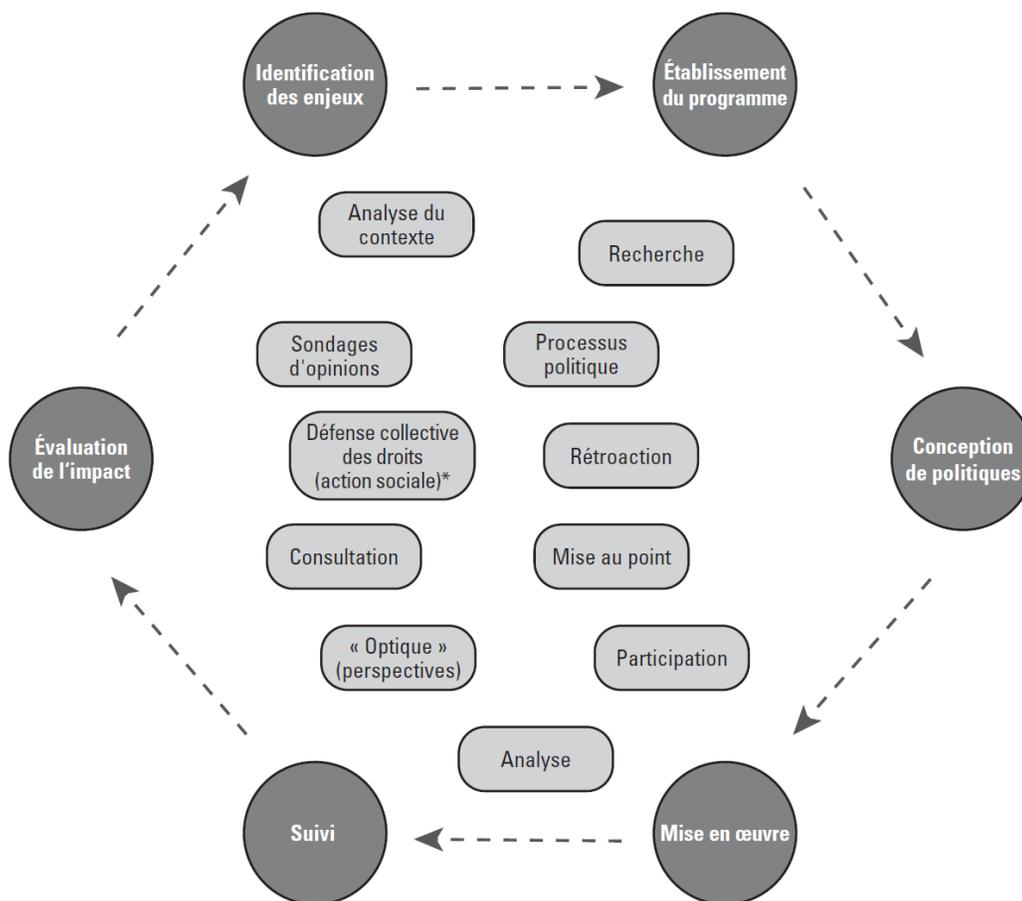 Identification
des enjeux
Établissement
du programme
Analyse du
contexte
Recherche
Sondages
d'opinions
Processus
politique
Évaluation
de l'impact
Défense collective
des droits
(action sociale)*
Rétroaction
Conception
de politiques
Consultation
Mise au point
« Optique »
(perspectives)
Participation
Analyse
Suivi
Mise en œuvre